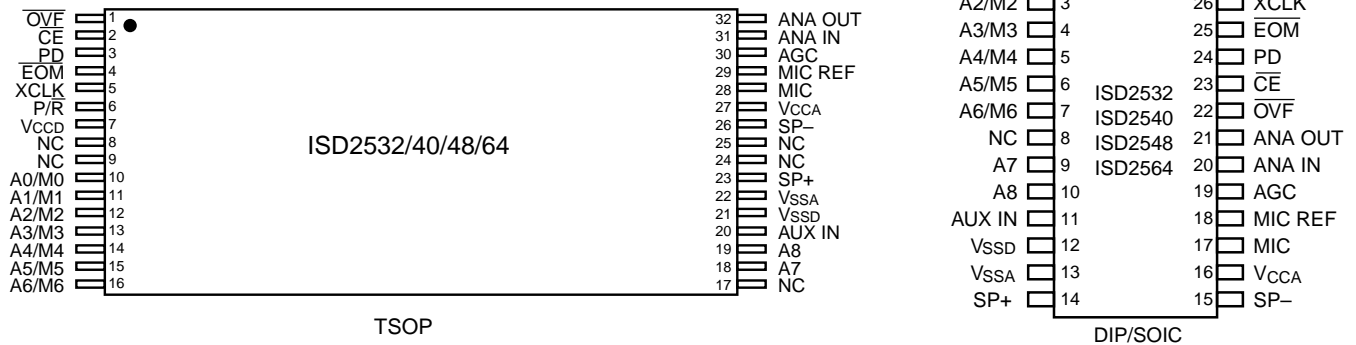 OVF 1
CE 2
PD 3
EOM 4
XCLK 5
P/R 6
VCCD 7
NC 8
NC 9
A0/M0 10
A1/M1 11
A2/M2 12
A3/M3 13
A4/M4 14
A5/M5 15
A6/M6 16
ISD2532/40/48/64
32 ANA OUT
31 ANA IN
30 AGC
29 MIC REF
28 MIC
27 VCCA
26 SP–
25 NC
24 NC
23 SP+
22 VSSA
21 VSSD
20 AUX IN
19 A8
18 A7
17 NC
TSOP
A2/M2 3
A3/M3 4
A4/M4 5
A5/M5 6
A6/M6 7
NC 8
A7 9
A8 10
AUX IN 11
VSSD 12
VSSA 13
SP+ 14
ISD2532
ISD2540
ISD2548
ISD2564
26 XCLK
25 EOM
24 PD
23 CE
22 OVF
21 ANA OUT
20 ANA IN
19 AGC
18 MIC REF
17 MIC
16 VCCA
15 SP–
DIP/SOIC